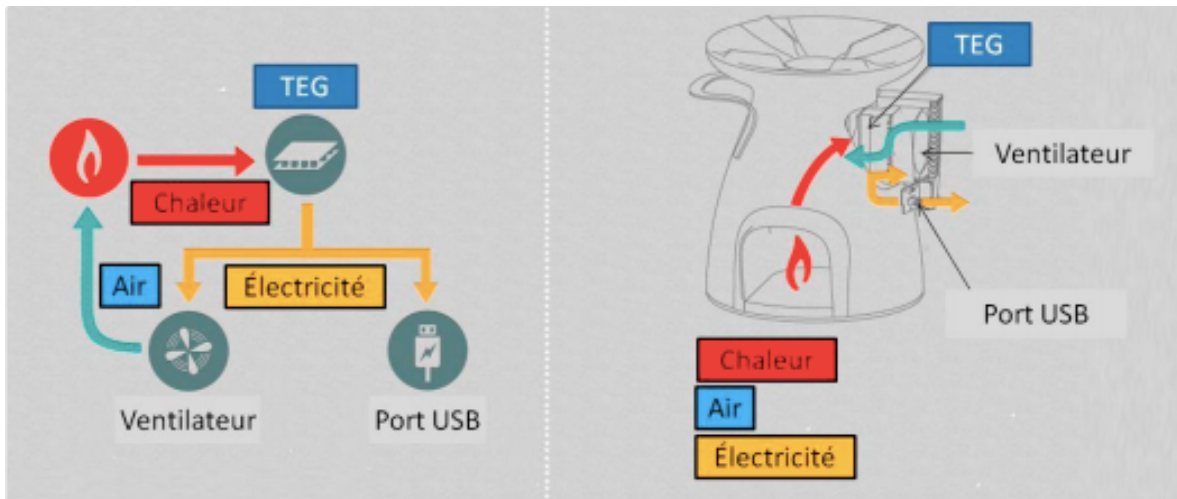 TEG
Chaleur
Air
Électricité
Ventilateur
Port USB
TEG
Ventilateur
Port USB
Chaleur
Air
Électricité